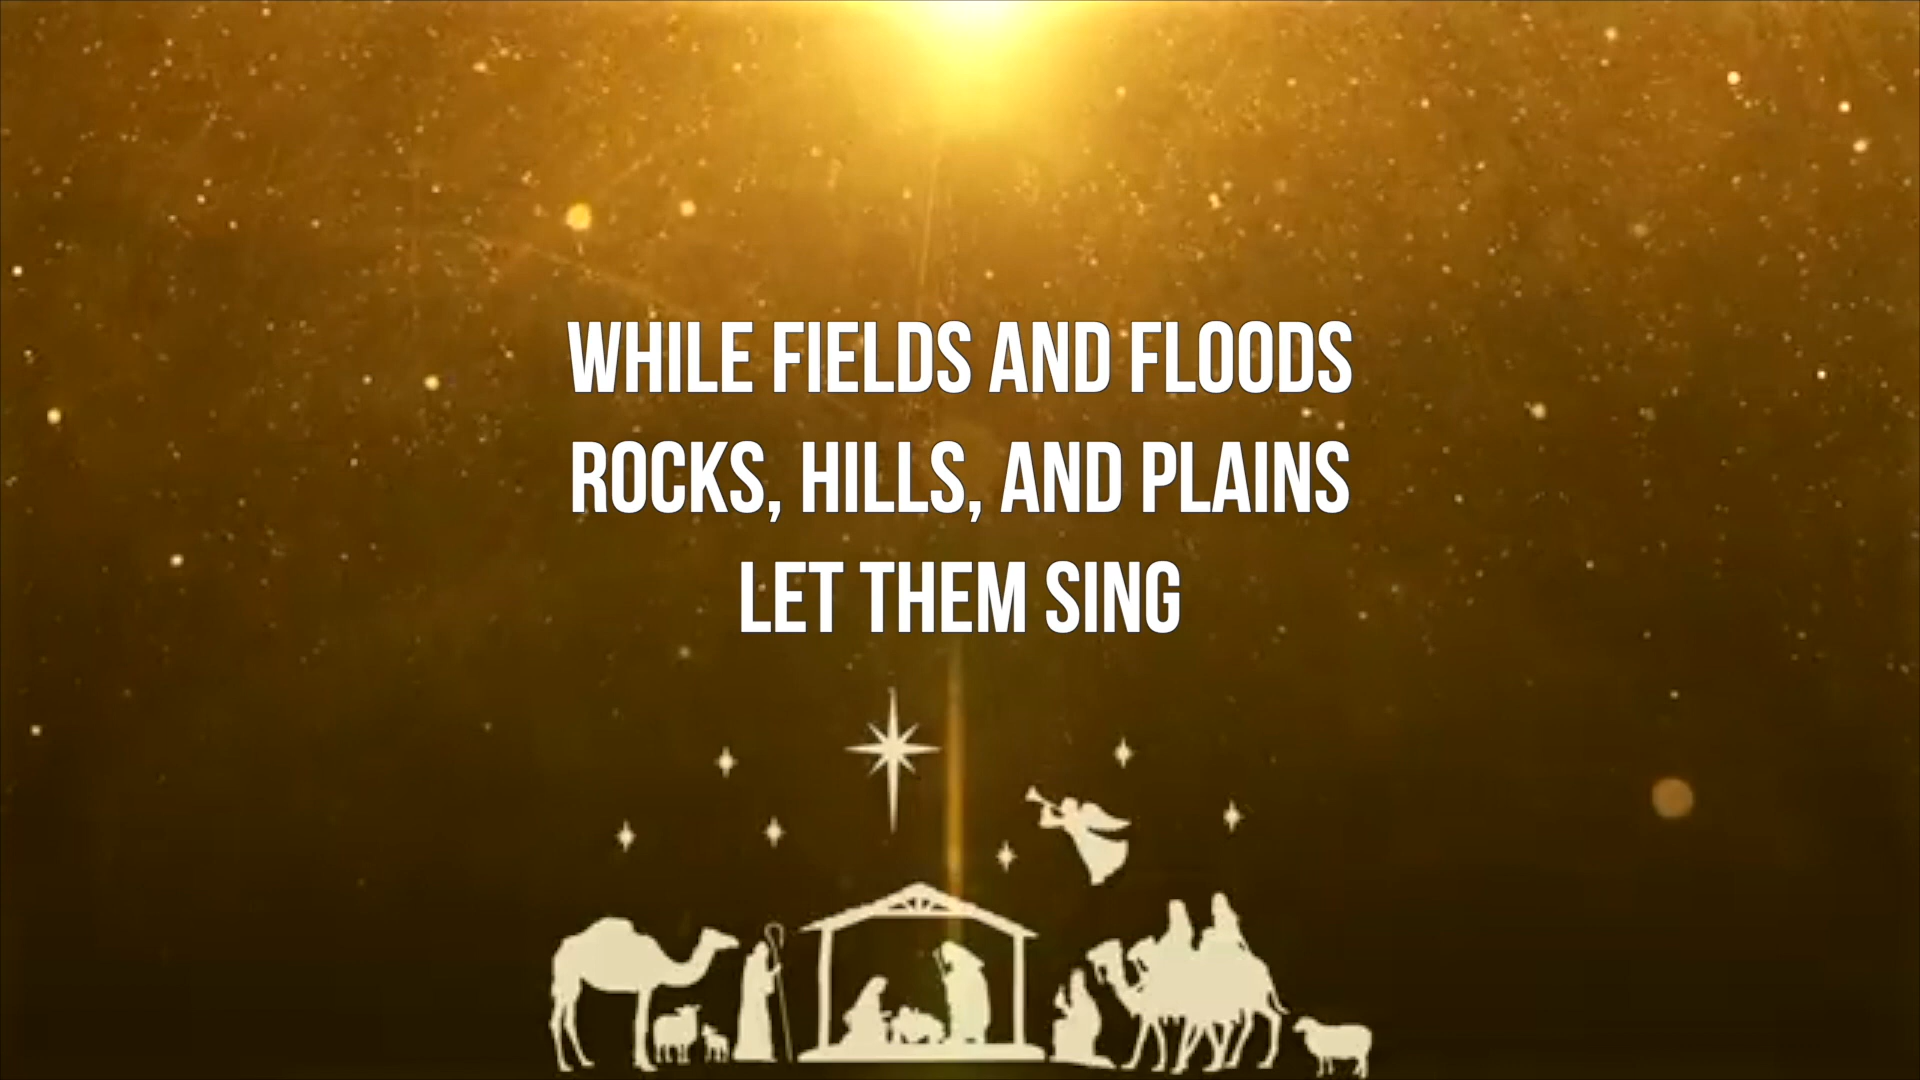 WHILE FIELDS AND FLOODS
ROCKS, HILLS, AND PLAINS
LET THEM SING